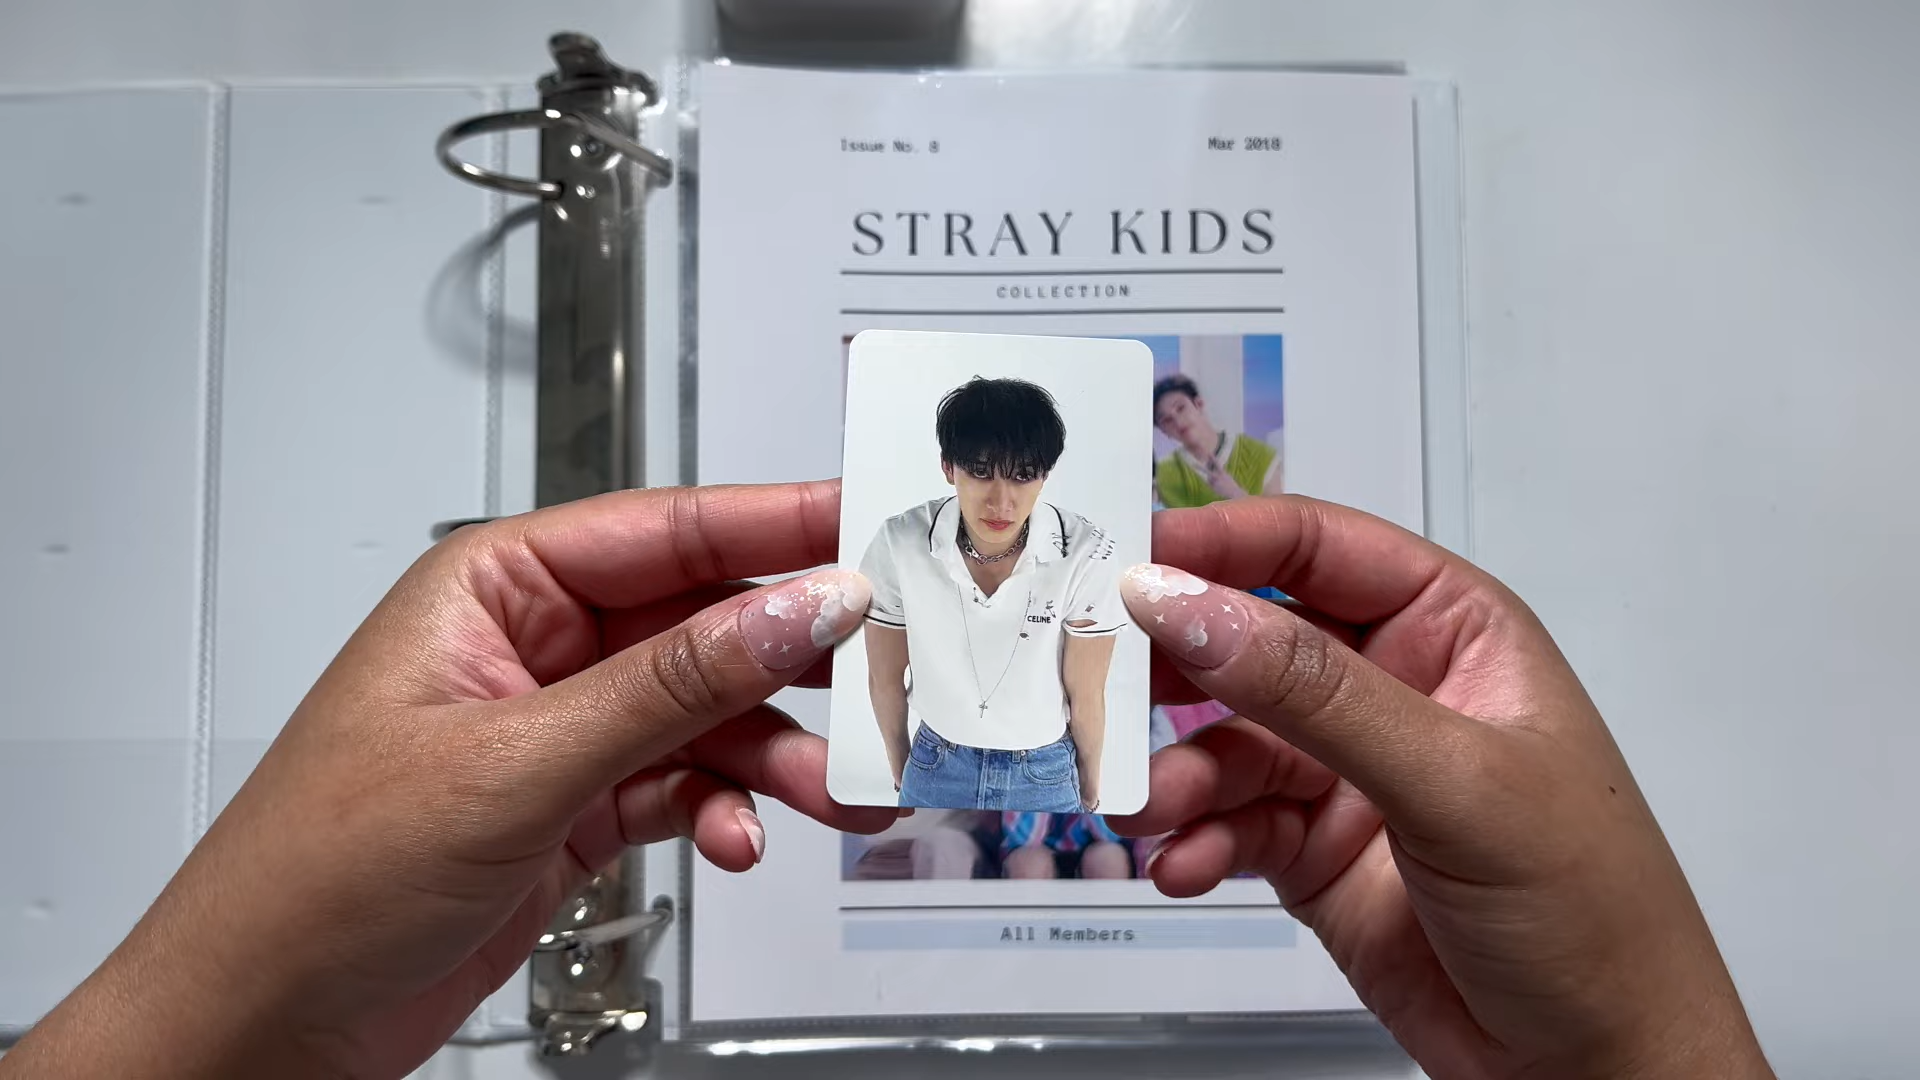 Issue No. 8
Mar 2018
STRAY KIDS
COLLECTION
CELINE
All Members